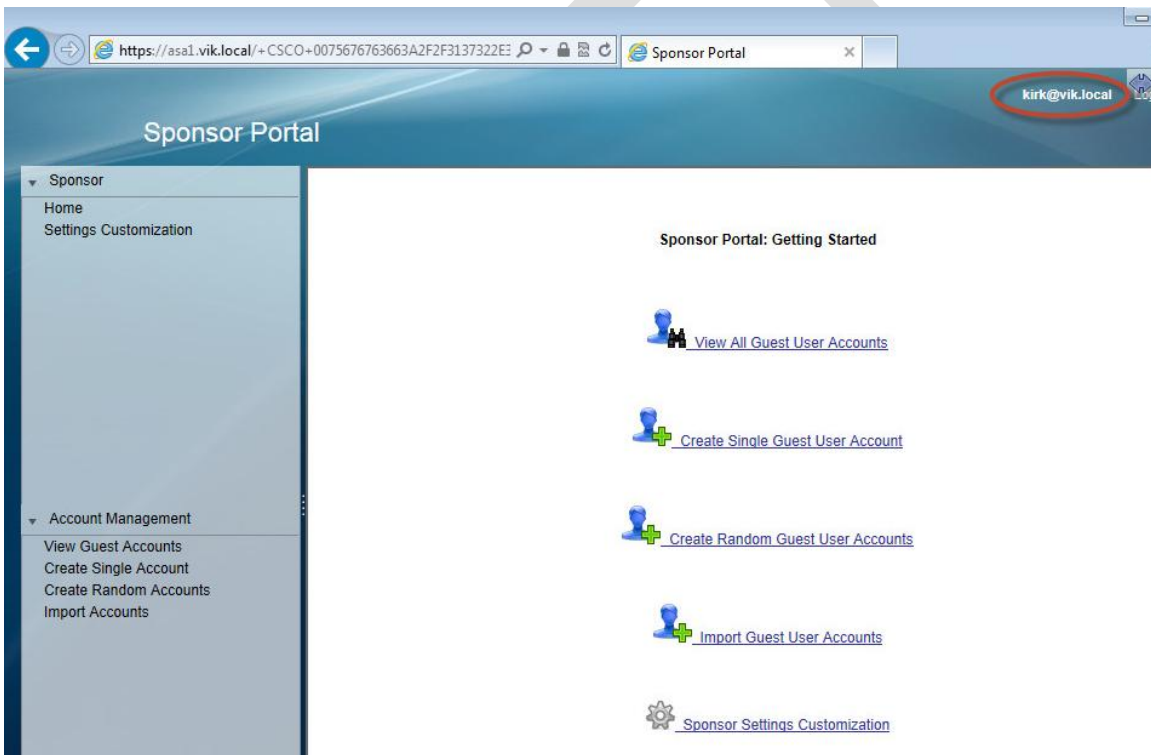 https://asa1.vik.local/+CSCO+0075676763663A2F2F3137322E3
Sponsor Portal
kirk@vik.local
Sponsor Portal
Sponsor
Home
Settings Customization
Sponsor Portal: Getting Started
View All Guest User Accounts
Create Single Guest User Account
Create Random Guest User Accounts
Import Guest User Accounts
Sponsor Settings Customization
Account Management
View Guest Accounts
Create Single Account
Create Random Accounts
Import Accounts